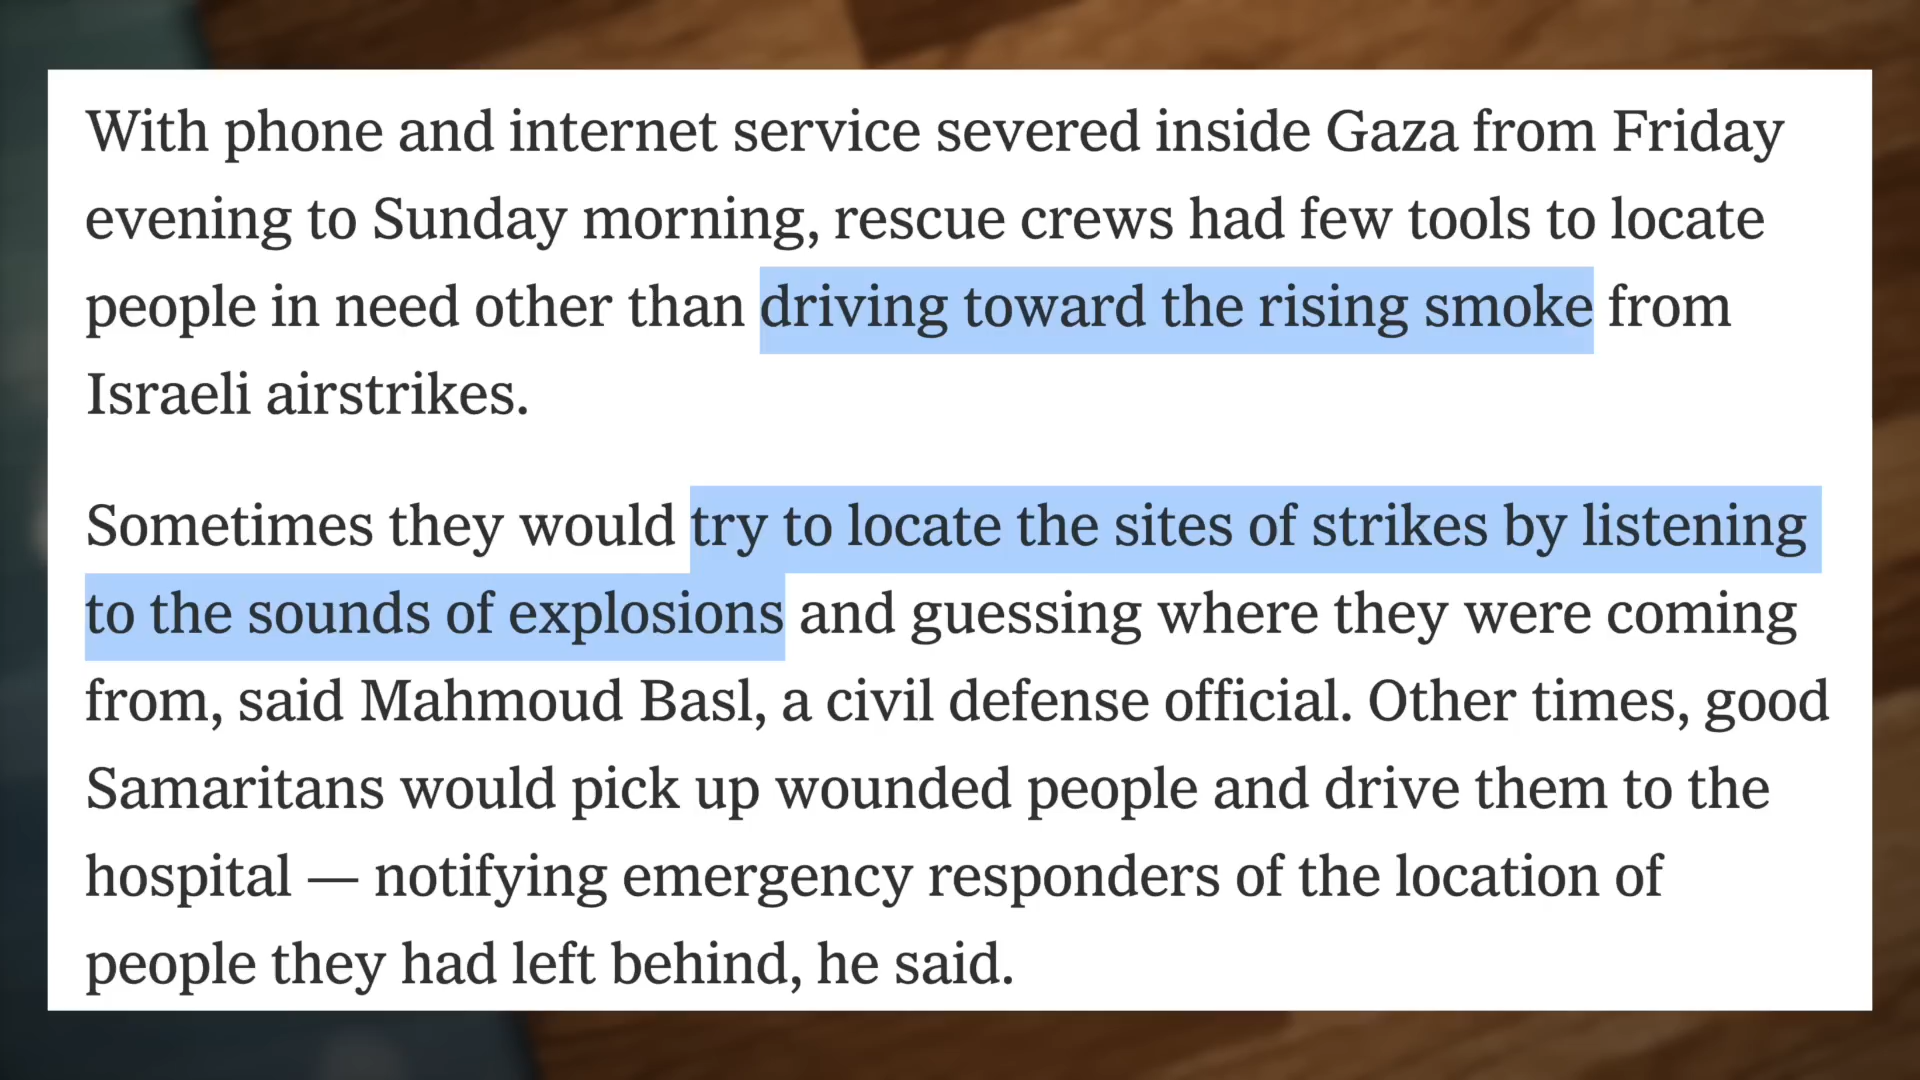 With phone and internet service severed inside Gaza from Friday
evening to Sunday morning, rescue crews had few tools to locate
people in need other than driving toward the rising smoke from
Israeli airstrikes.
Sometimes they would try to locate the sites of strikes by listening
to the sounds of explosions and guessing where they were coming
from, said Mahmoud Basl, a civil defense official. Other times, good
Samaritans would pick up wounded people and drive them to the
hospital — notifying emergency responders of the location of
people they had left behind, he said.